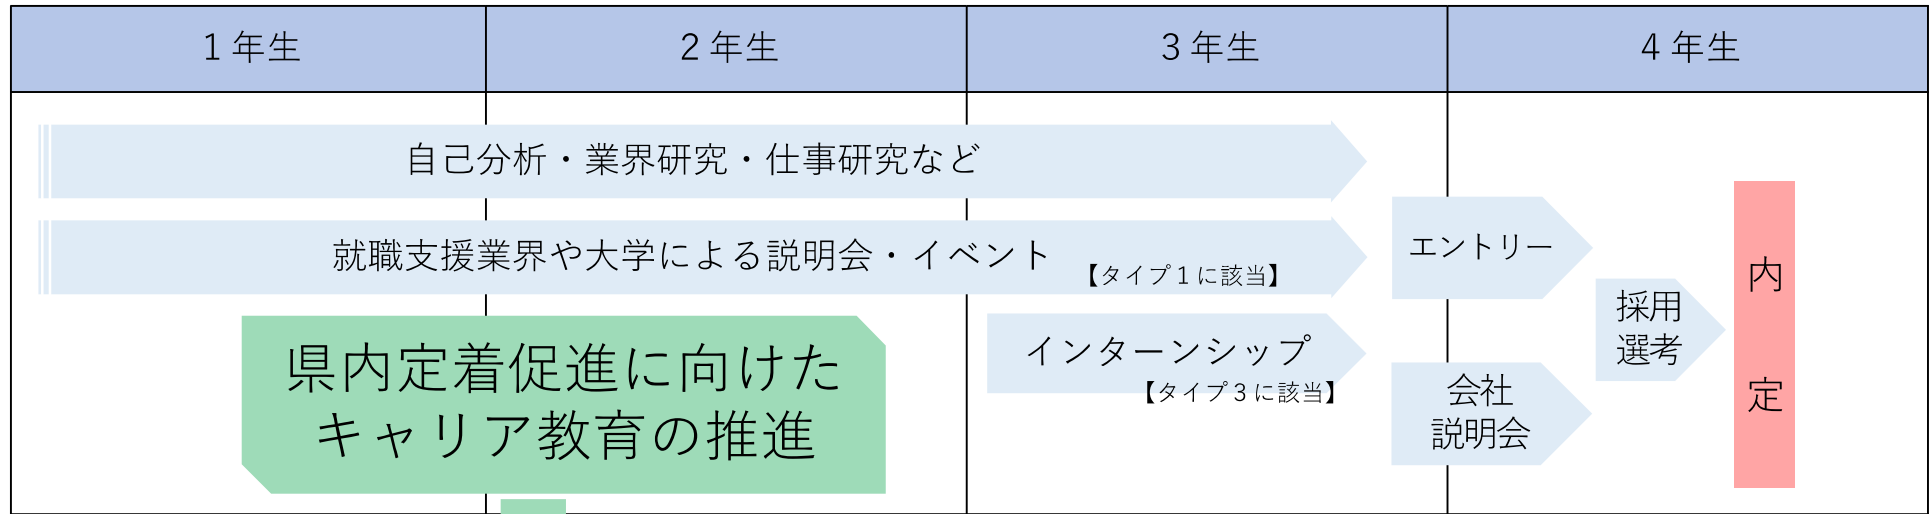 1年生
2年生
3年生
4年生
自己分析・業界研究・仕事研究など
就職支援業界や大学による説明会・イベント
【タイプ1に該当】
県内定着促進に向けた
キャリア教育の推進
インターンシップ
【タイプ3に該当】
エントリー
会社
説明会
採用
選考
内
定